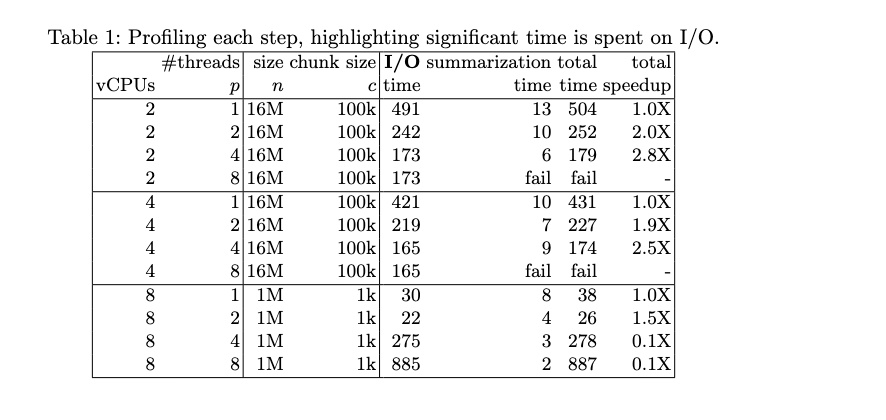 Table 1: Profiling each step, highlighting significant time is spent on I/O.
#threads size chunk size I/O summarization total total
vCPUs p n c time time time speedup
2 1 16M 100k 491 13 504 1.0X
2 2 16M 100k 242 10 252 2.0X
2 4 16M 100k 173 6 179 2.8X
2 8 16M 100k 173 fail fail -
4 1 16M 100k 421 10 431 1.0X
4 2 16M 100k 219 7 227 1.9X
4 4 16M 100k 165 9 174 2.5X
4 8 16M 100k 165 fail fail -
8 1 1M 1k 30 8 38 1.0X
8 2 1M 1k 22 4 26 1.5X
8 4 1M 1k 275 3 278 0.1X
8 8 1M 1k 885 2 887 0.1X